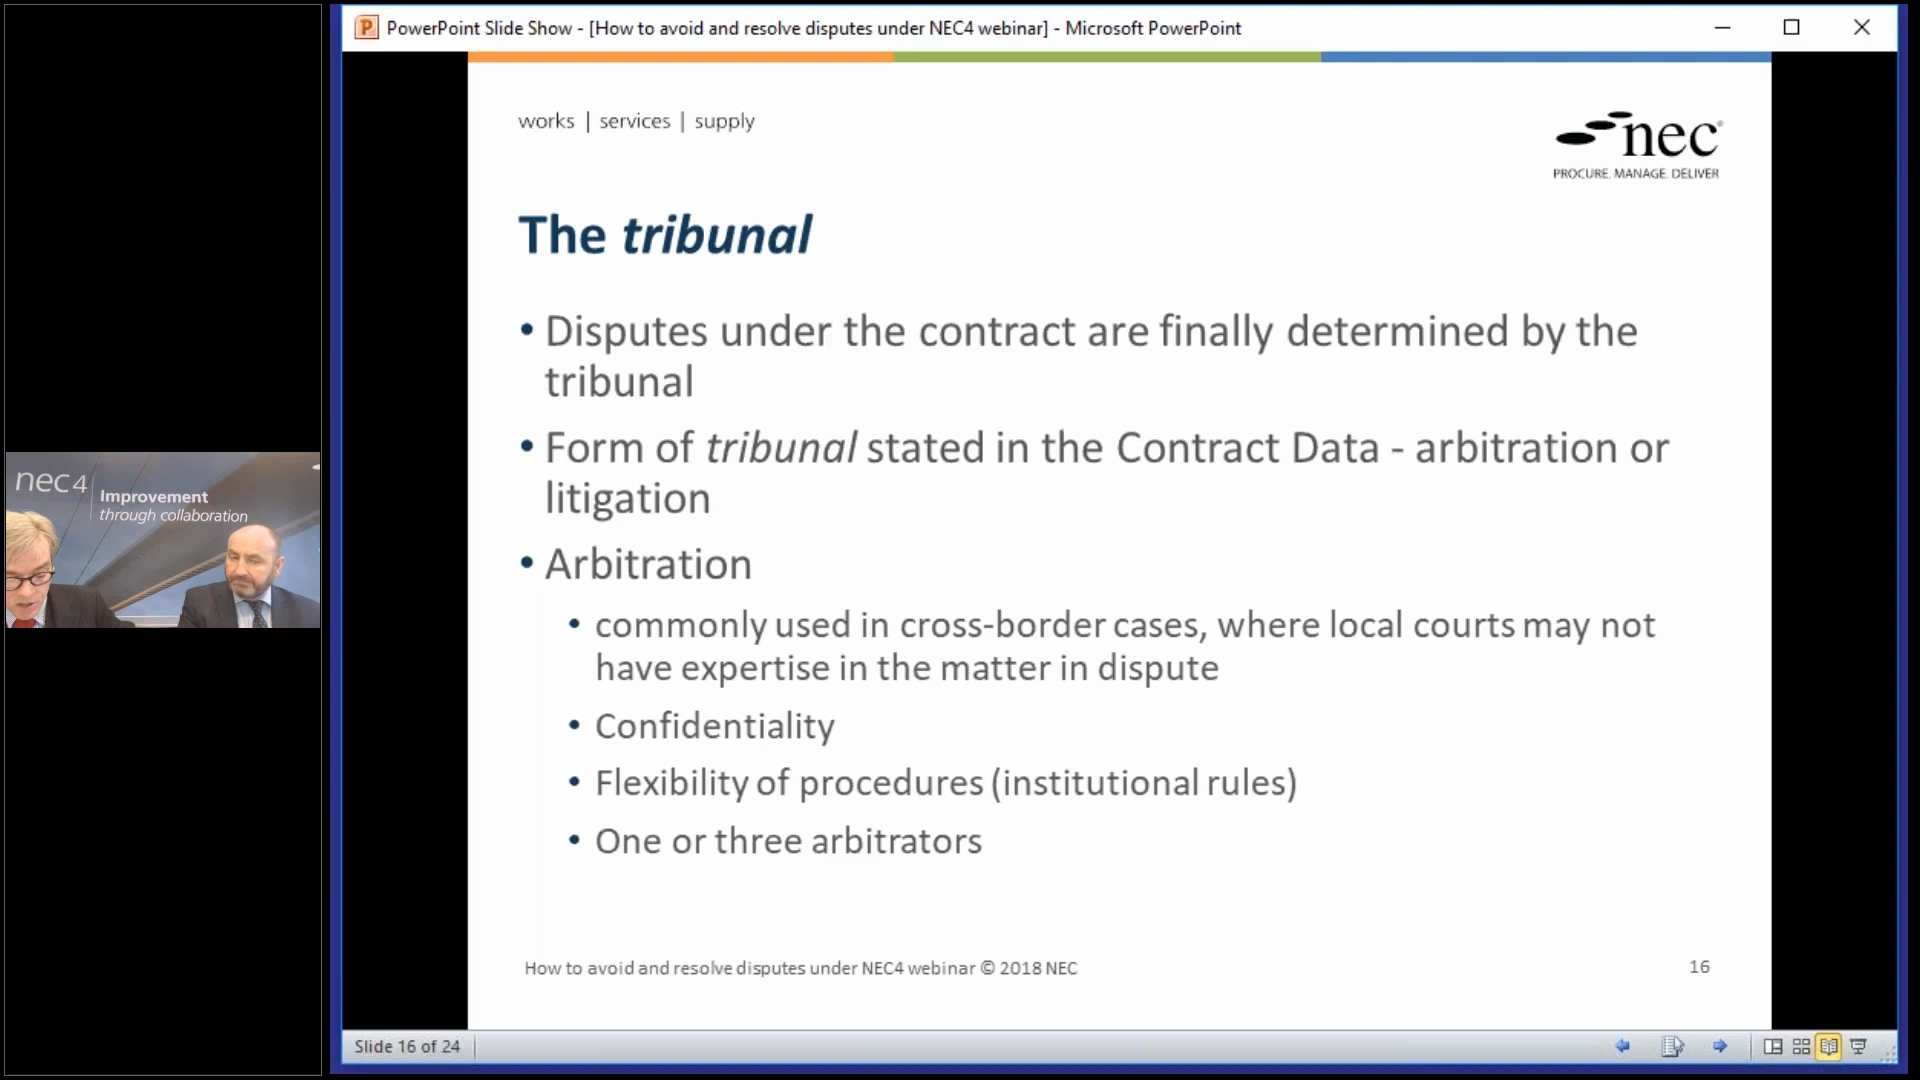 PowerPoint Slide Show - [How to avoid and resolve disputes under NEC4 webinar] - Microsoft PowerPoint
works | services | supply
nec®
PROCURE. MANAGE. DELIVER
The tribunal
• Disputes under the contract are finally determined by the
tribunal
• Form of tribunal stated in the Contract Data - arbitration or
litigation
• Arbitration
• commonly used in cross-border cases, where local courts may not
have expertise in the matter in dispute
• Confidentiality
• Flexibility of procedures (institutional rules)
• One or three arbitrators
How to avoid and resolve disputes under NEC4 webinar © 2018 NEC
16
Slide 16 of 24
nec4
Improvement
through collaboration